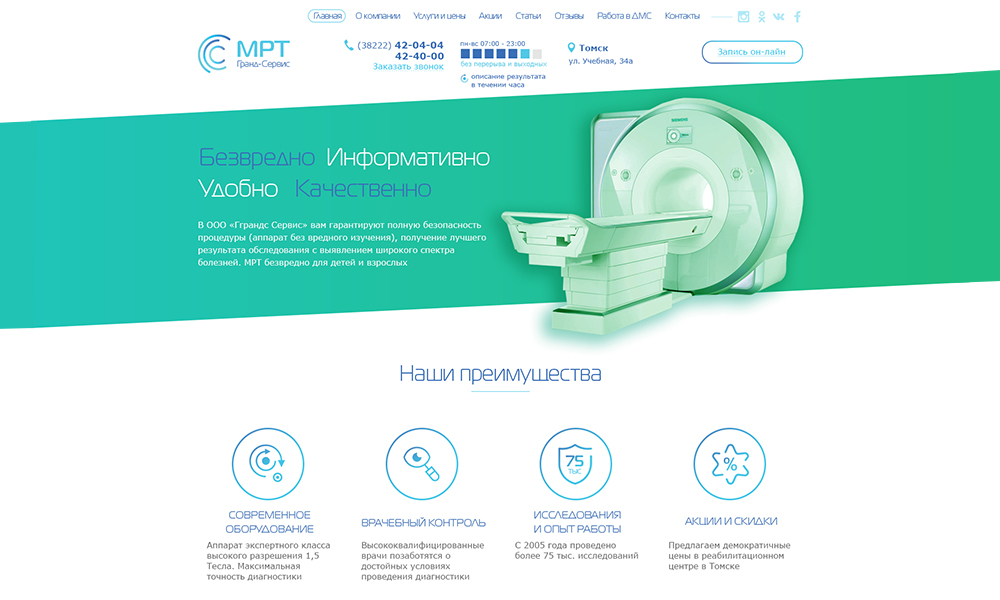 Главная О компании Услуги и цены Акции Статьи Отзывы Работа в ДМС Контакты
МРТ
Гранд-Сервис
(38222) 42-04-04
42-40-00
Заказать звонок
пн-вс 07:00 - 23:00
без перерыва и выходных
описание результата
в течении часа
Томск
ул. Учебная, 34а
Запись он-лайн
Безвредно Информативно
Удобно Качественно
В ООО «Гграндс Сервис» вам гарантируют полную безопасность
процедуры (аппарат без вредного изучения), получение лучшего
результата обследования с выявлением широкого спектра
болезней. МРТ безвредно для детей и взрослых
SIEMENS
Наши преимущества
СОВРЕМЕННОЕ
ОБОРУДОВАНИЕ
Аппарат экспертного класса
высокого разрешения 1,5
Тесла. Максимальная
точность диагностики
ВРАЧЕБНЫЙ КОНТРОЛЬ
Высококвалифицированные
врачи позаботятся о
достойных условиях
проведения диагностики
75
ТЫС
ИССЛЕДОВАНИЯ
И ОПЫТ РАБОТЫ
С 2005 года проведено
более 75 тыс. исследований
%
АКЦИИ И СКИДКИ
Предлагаем демократичные
цены в реабилитационном
центре в Томске